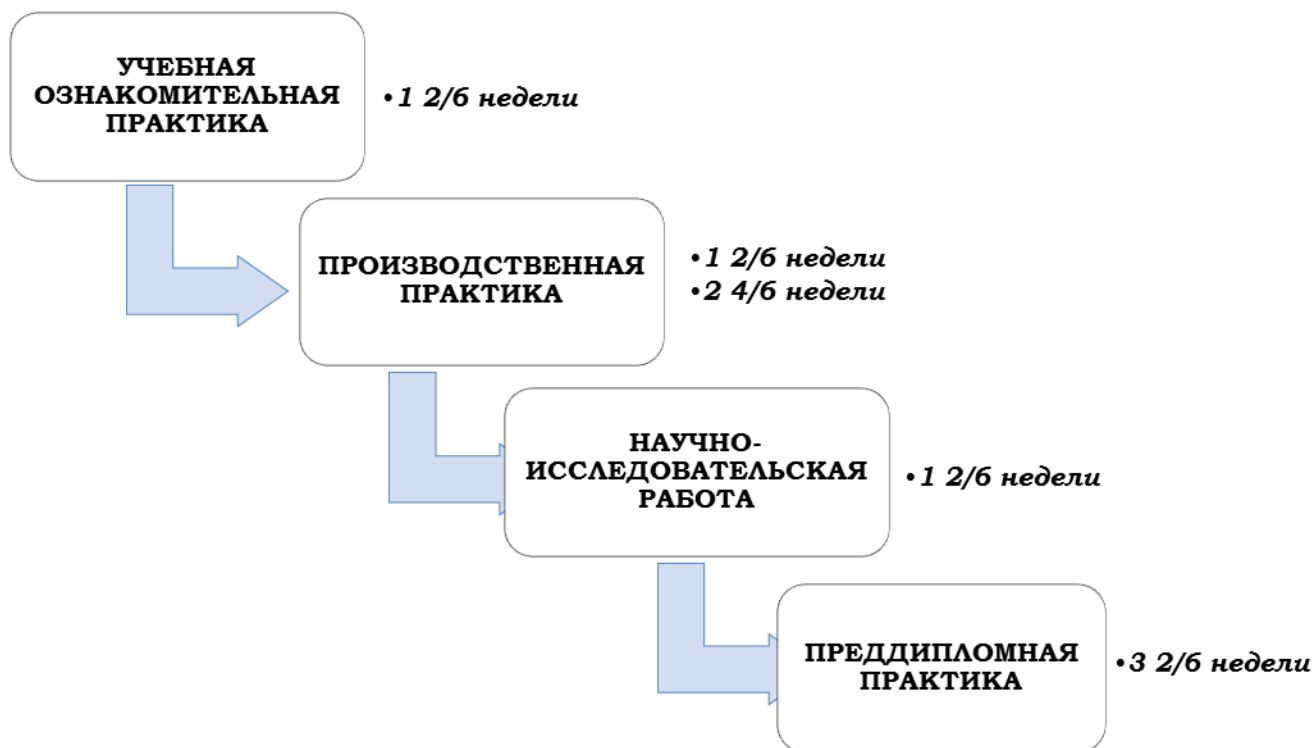 УЧЕБНАЯ
ОЗНАКОМИТЕЛЬНАЯ
ПРАКТИКА
•1 2/6 недели
ПРОИЗВОДСТВЕННАЯ
ПРАКТИКА
•1 2/6 недели
•2 4/6 недели
НАУЧНО-
ИССЛЕДОВАТЕЛЬСКАЯ
РАБОТА
•1 2/6 недели
ПРЕДДИПЛОМНАЯ
ПРАКТИКА
•3 2/6 недели